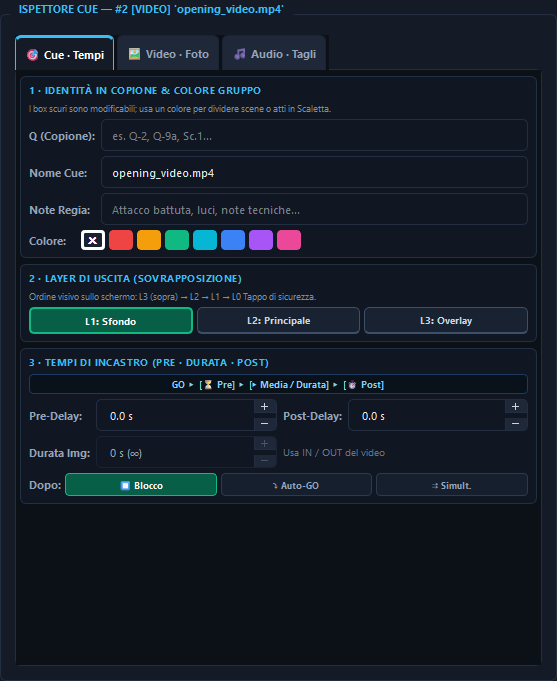 ISPETTORE CUE — #2 [VIDEO] 'opening_video.mp4'
Cue · Tempi
Video · Foto
Audio · Tagli
1 · IDENTITÀ IN COPIONE & COLORE GRUPPO
I box scuri sono modificabili; usa un colore per dividere scene o atti in Scaletta.
Q (Copione): es. Q-2, Q-9a, Sc.1...
Nome Cue: opening_video.mp4
Note Regia: Attacco battuta, luci, note tecniche...
Colore: ✕
2 · LAYER DI USCITA (SOVRAPPOSIZIONE)
Ordine visivo sullo schermo: L3 (sopra) → L2 → L1 → L0 Tappo di sicurezza.
L1: Sfondo
L2: Principale
L3: Overlay
3 · TEMPI DI INCASTRO (PRE · DURATA · POST)
GO ▸ [⏳ Pre] ▸ [▶ Media / Durata] ▸ [⏱ Post]
Pre-Delay: 0.0 s + − Post-Delay: 0.0 s + −
Durata Img: 0 s (∞) + − Usa IN / OUT del video
Dopo: Blocco ⤵ Auto-GO ⇉ Simult.